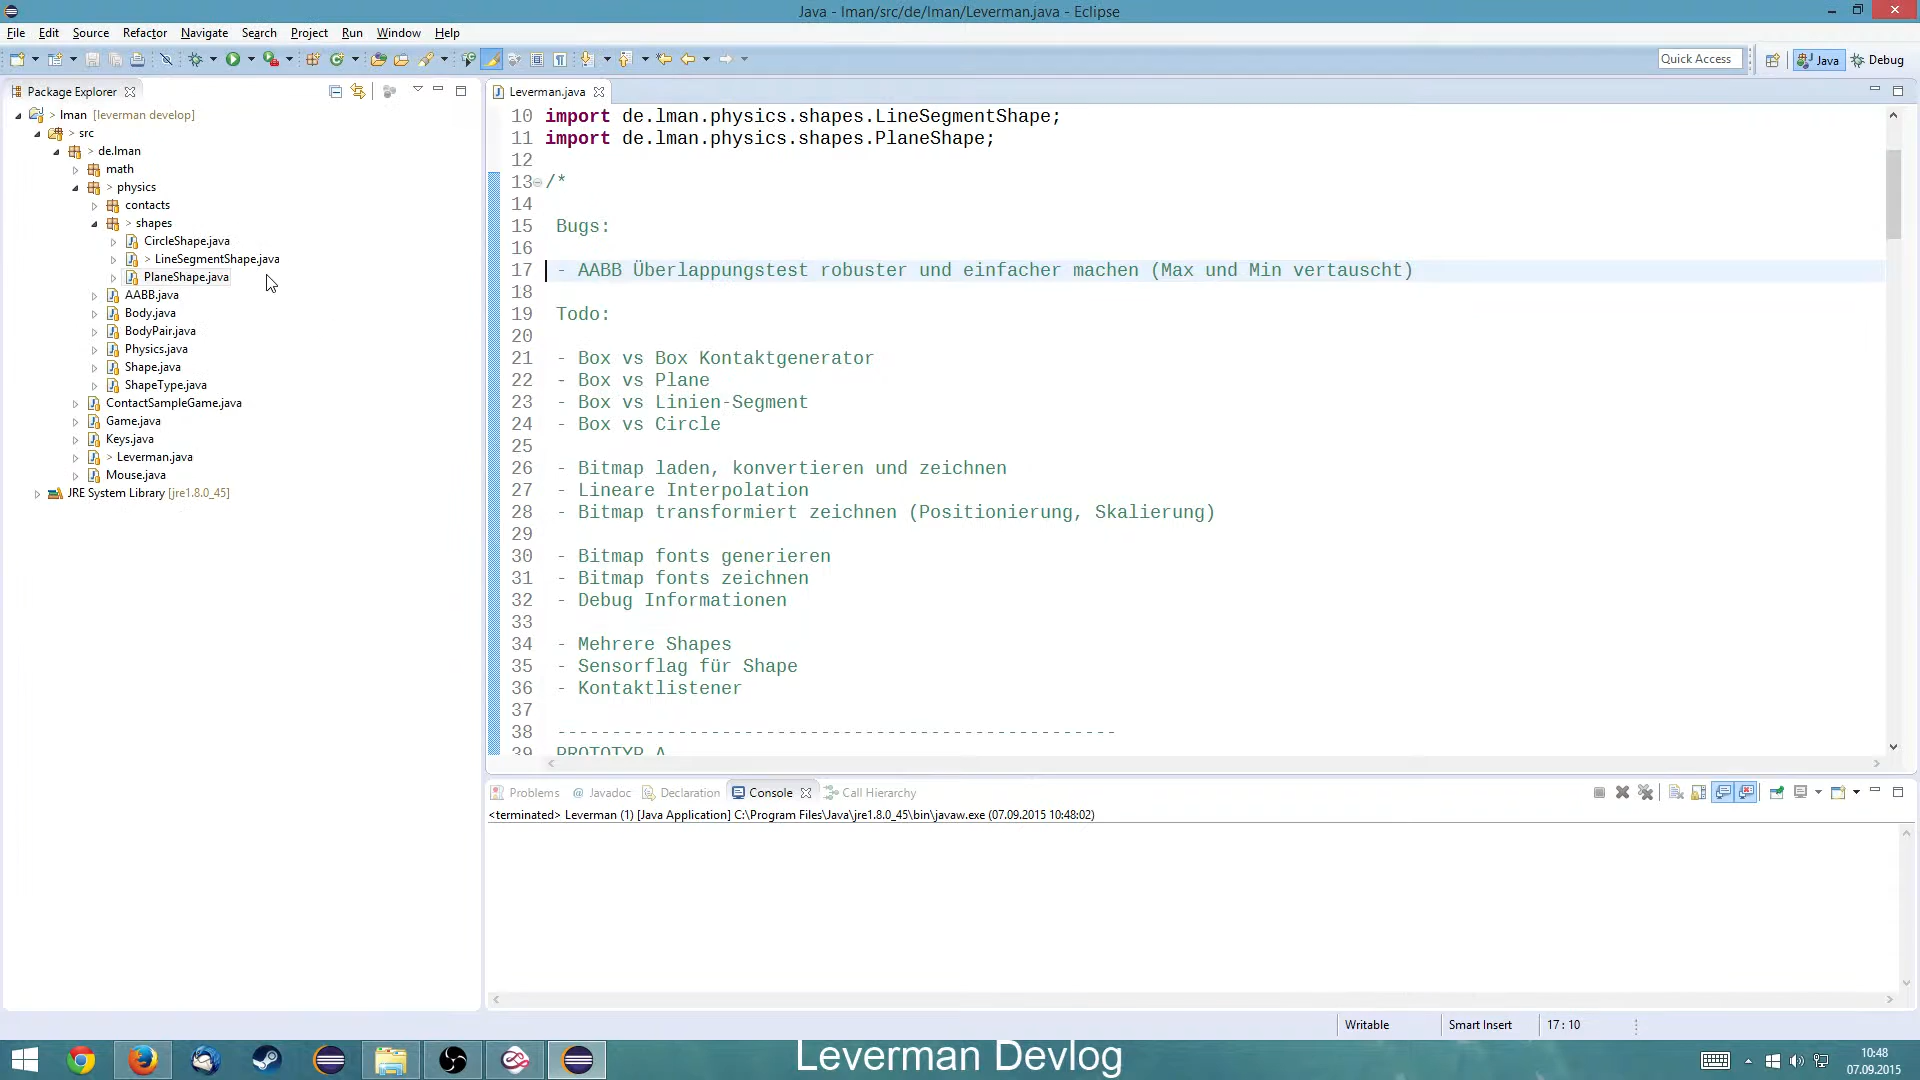 Java - lman/src/de/lman/Leverman.java - Eclipse
File Edit Source Refactor Navigate Search Project Run Window Help
Quick Access Java Debug
Package Explorer
> lman [leverman develop]
> src
> de.lman
math
> physics
contacts
> shapes
CircleShape.java
> LineSegmentShape.java
PlaneShape.java
AABB.java
Body.java
BodyPair.java
Physics.java
Shape.java
ShapeType.java
ContactSampleGame.java
Game.java
Keys.java
> Leverman.java
Mouse.java
JRE System Library [jre1.8.0_45]
Leverman.java
10 import de.lman.physics.shapes.LineSegmentShape;
11 import de.lman.physics.shapes.PlaneShape;
12
13 /*
14
15 Bugs:
16
17 - AABB Überlappungstest robuster und einfacher machen (Max und Min vertauscht)
18
19 Todo:
20
21 - Box vs Box Kontaktgenerator
22 - Box vs Plane
23 - Box vs Linien-Segment
24 - Box vs Circle
25
26 - Bitmap laden, konvertieren und zeichnen
27 - Lineare Interpolation
28 - Bitmap transformiert zeichnen (Positionierung, Skalierung)
29
30 - Bitmap fonts generieren
31 - Bitmap fonts zeichnen
32 - Debug Informationen
33
34 - Mehrere Shapes
35 - Sensorflag für Shape
36 - Kontaktlistener
37
38 ---------------------------------------------------
39 PROTOTYP A
Problems @ Javadoc Declaration Console Call Hierarchy
<terminated> Leverman (1) [Java Application] C:\Program Files\Java\jre1.8.0_45\bin\javaw.exe (07.09.2015 10:48:02)
Writable Smart Insert 17 : 10
Leverman Devlog
10:48
07.09.2015